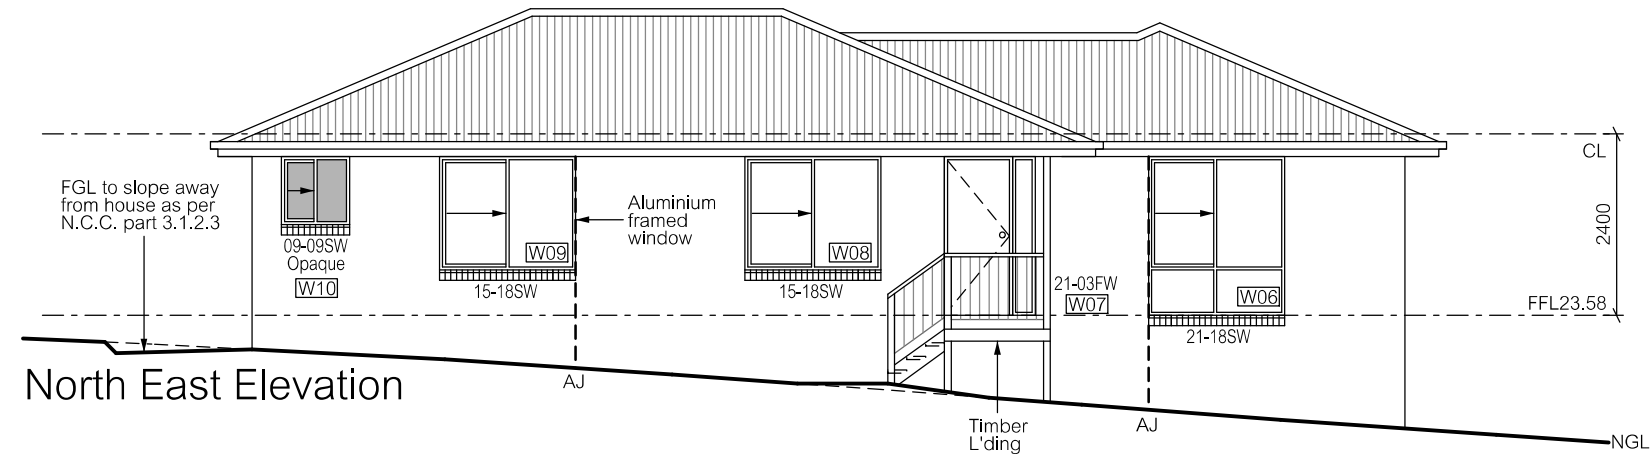 CL
2400
FGL to slope away
from house as per
N.C.C. part 3.1.2.3
Aluminium
framed
window
09-09SW
Opaque
W10
W09
15-18SW
W08
15-18SW
21-03FW
W07
W06
21-18SW
FFL23.58
North East Elevation
AJ
Timber
L'ding
AJ
NGL